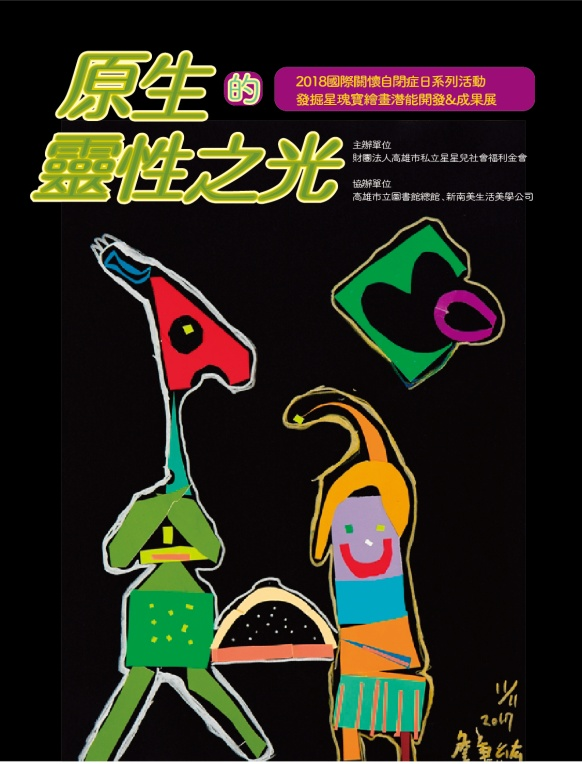 原生的
2018國際關懷自閉症日系列活動
發掘星瑰寶繪畫潛能開發&成果展
靈性之光
主辦單位
財團法人高雄市私立星星兒社會福利基金會
協辦單位
高雄市立圖書館總館、新南美生活美學公司
11/11
2017